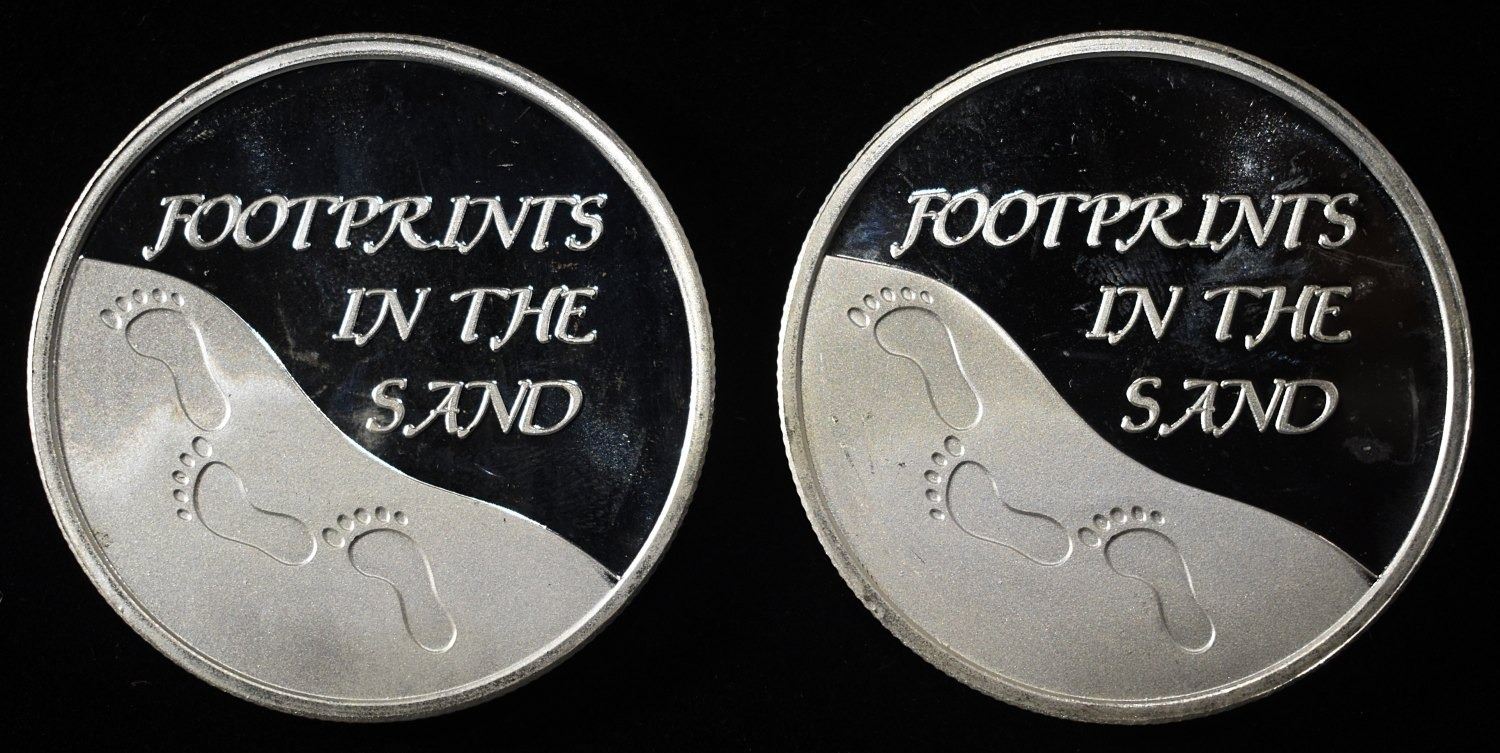 FOOTPRINTS
IN THE
SAND
FOOTPRINTS
IN THE
SAND